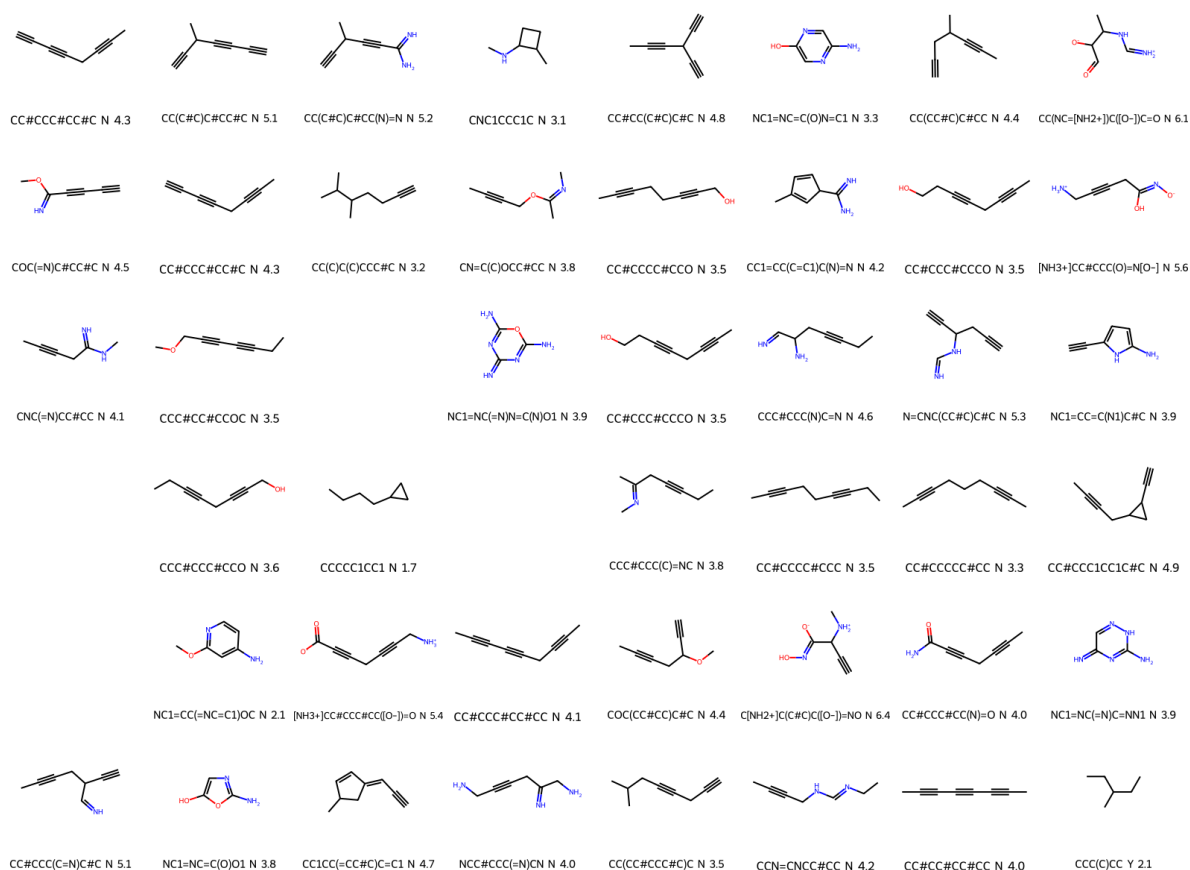 CC#CCC#CC#C N 4.3
CC(C#C)C#CC#C N 5.1
CC(C#C)C#CC(N)=N N 5.2
CNC1CCC1C N 3.1
CC#CC(C#C)C#C N 4.8
NC1=NC=C(O)N=C1 N 3.3
CC(CC#C)C#CC N 4.4
CC(NC=[NH2+])C([O-])C=O N 6.1
COC(=N)C#CC#C N 4.5
CC#CCC#CC#C N 4.3
CC(C)C(C)CCC#C N 3.2
CN=C(C)OCC#CC N 3.8
CC#CCCC#CCO N 3.5
CC1=CC(C=C1)C(N)=N N 4.2
CC#CCC#CCCO N 3.5
[NH3+]CC#CCC(O)=N[O-] N 5.6
CNC(=N)CC#CC N 4.1
CCC#CC#CCOC N 3.5
NC1=NC(=N)N=C(N)O1 N 3.9
CC#CCC#CCCO N 3.5
CCC#CCC(N)C=N N 4.6
N=CNC(CC#C)C#C N 5.3
NC1=CC=C(N1)C#C N 3.9
CCC#CCC#CCO N 3.6
CCCCC1CC1 N 1.7
CCC#CCC(C)=NC N 3.8
CC#CCCC#CCC N 3.5
CC#CCCCC#CC N 3.3
CC#CCC1CC1C#C N 4.9
NC1=CC(=NC=C1)OC N 2.1
[NH3+]CC#CCC#CC([O-])=O N 5.4
CC#CCC#CC#CC N 4.1
COC(CC#CC)C#C N 4.4
C[NH2+]C(C#C)C([O-])=NO N 6.4
CC#CCC#CC(N)=O N 4.0
NC1=NC(=N)C=NN1 N 3.9
CC#CCC(C=N)C#C N 5.1
NC1=NC=C(O)O1 N 3.8
CC1CC(=CC#C)C=C1 N 4.7
NCC#CCC(=N)CN N 4.0
CC(CC#CCC#C)C N 3.5
CCN=CNCC#CC N 4.2
CC#CC#CC#CC N 4.0
CCC(C)CC Y 2.1